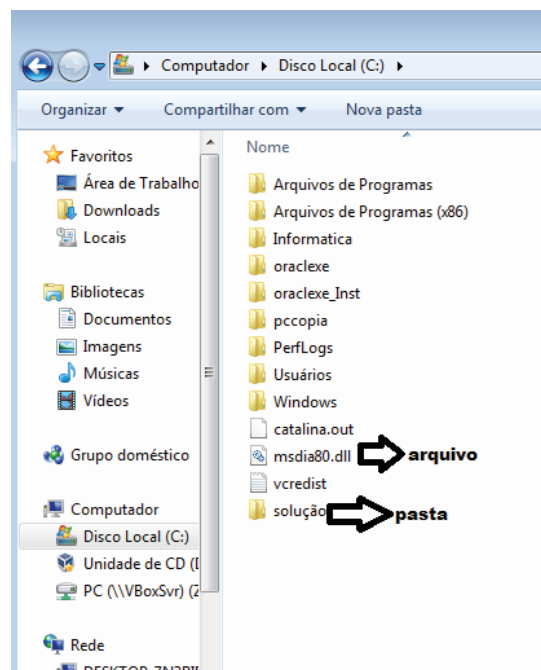 Computador Disco Local (C:)
Organizar Compartilhar com Nova pasta
Favoritos
Área de Trabalho
Downloads
Locais
Bibliotecas
Documentos
Imagens
Músicas
Vídeos
Grupo doméstico
Computador
Disco Local (C:)
Unidade de CD (D
PC (\\VBoxSvr) (Z
Rede
Nome
Arquivos de Programas
Arquivos de Programas (x86)
Informatica
oraclexe
oraclexe_Inst
pccopia
PerfLogs
Usuários
Windows
catalina.out
msdia80.dll arquivo
vcredist
solução pasta